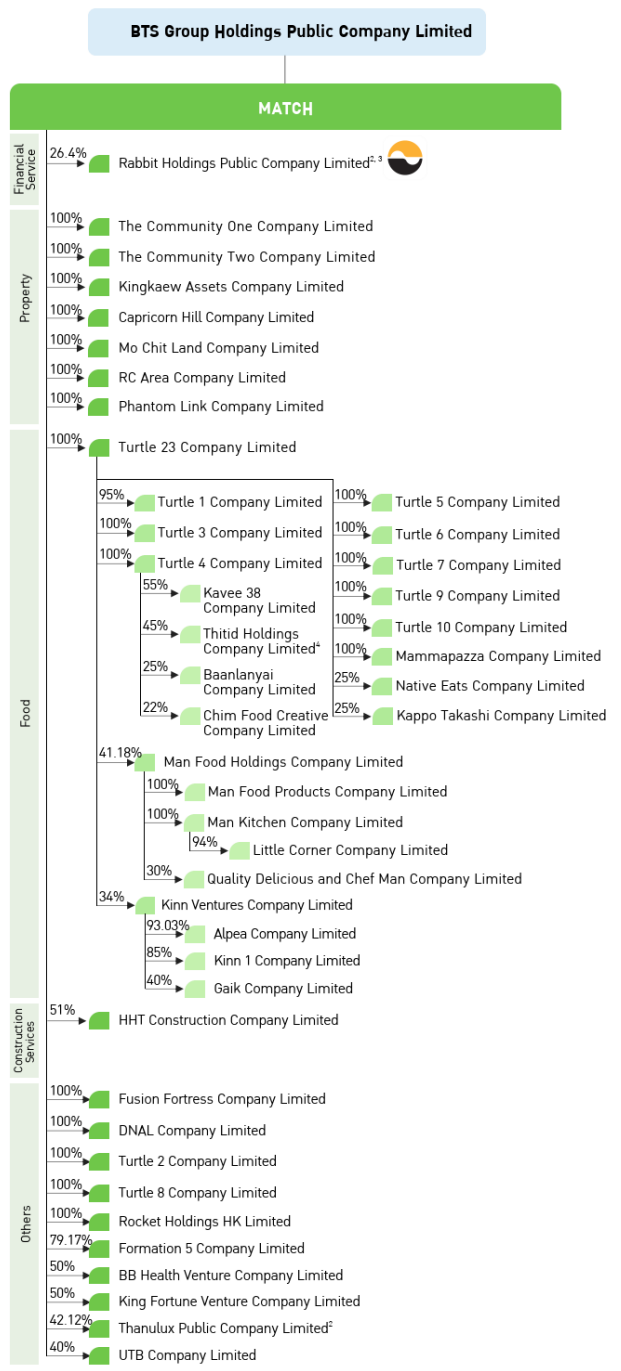 BTS Group Holdings Public Company Limited
MATCH
Financial
Service
26.4%
Rabbit Holdings Public Company Limited2, 3
Property
100%
The Community One Company Limited
100%
The Community Two Company Limited
100%
Kingkaew Assets Company Limited
100%
Capricorn Hill Company Limited
100%
Mo Chit Land Company Limited
100%
RC Area Company Limited
100%
Phantom Link Company Limited
Food
100%
Turtle 23 Company Limited
95%
Turtle 1 Company Limited
100%
Turtle 3 Company Limited
100%
Turtle 4 Company Limited
55%
Kavee 38
Company Limited
45%
Thitid Holdings
Company Limited4
25%
Baanlanyai
Company Limited
22%
Chim Food Creative
Company Limited
100%
Turtle 5 Company Limited
100%
Turtle 6 Company Limited
100%
Turtle 7 Company Limited
100%
Turtle 9 Company Limited
100%
Turtle 10 Company Limited
100%
Mammapazza Company Limited
25%
Native Eats Company Limited
25%
Kappo Takashi Company Limited
41.18%
Man Food Holdings Company Limited
100%
Man Food Products Company Limited
100%
Man Kitchen Company Limited
94%
Little Corner Company Limited
30%
Quality Delicious and Chef Man Company Limited
34%
Kinn Ventures Company Limited
93.03%
Alpea Company Limited
85%
Kinn 1 Company Limited
40%
Gaik Company Limited
Construction
Services
51%
HHT Construction Company Limited
Others
100%
Fusion Fortress Company Limited
100%
DNAL Company Limited
100%
Turtle 2 Company Limited
100%
Turtle 8 Company Limited
100%
Rocket Holdings HK Limited
79.17%
Formation 5 Company Limited
50%
BB Health Venture Company Limited
50%
King Fortune Venture Company Limited
42.12%
Thanulux Public Company Limited2
40%
UTB Company Limited